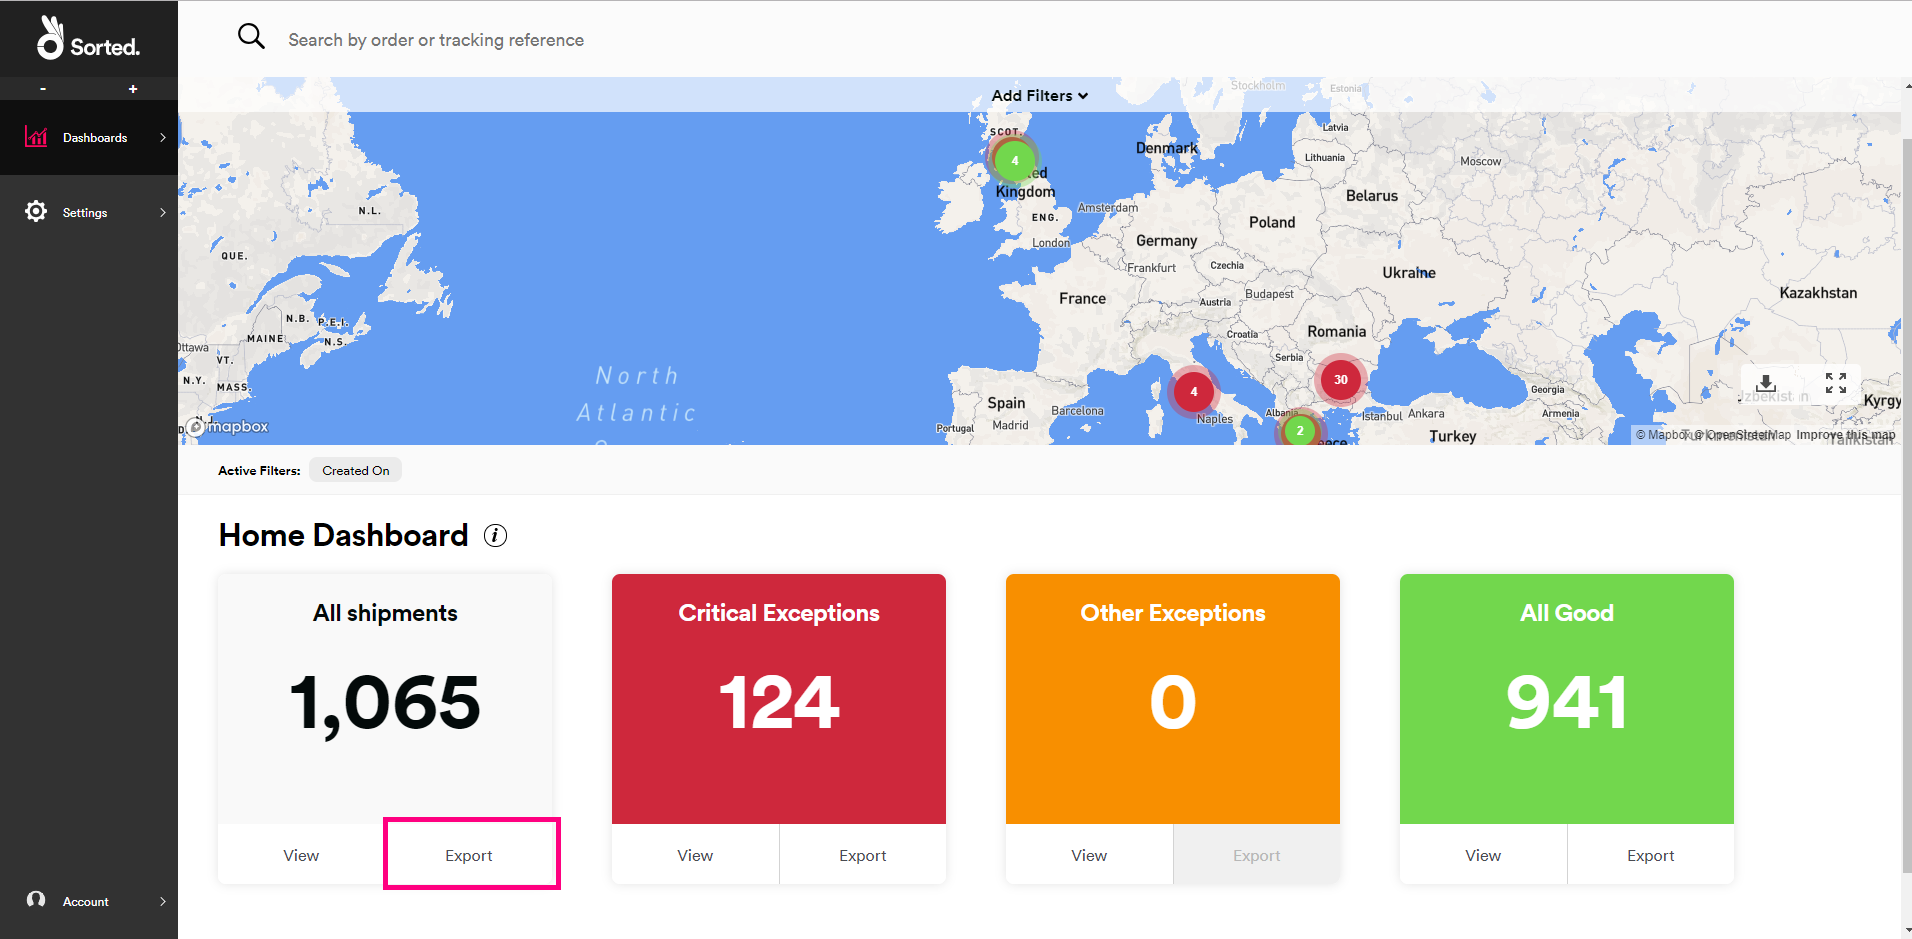 Sorted.
- +
Dashboards
Settings
Account
Search by order or tracking reference
Add Filters
Stockholm
Estonia
SCOT.
Latvia
Denmark
4
Lithuania
Moscow
Kingdom
Belarus
N.L.
Amsterdam
ENG.
Poland
London
Germany
QUE.
Frankfurt
Czechia
Ukraine
France
Austria
Budapest
Kazakhstan
N.B.
P.E.I.
MAINE
N.S.
Croatia
Romania
Ottawa
VT.
Serbia
N.Y.
MASS.
North
Atlantic
4
30
Georgia
Spain
Barcelona
Albania
Istanbul
Ankara
Armenia
Naples
Portugal
Madrid
2
Turkey
mapbox
© Mapbox © OpenStreetMap Improve this map
Active Filters: Created On
Home Dashboard i
All shipments
1,065
View Export
Critical Exceptions
124
View Export
Other Exceptions
0
View Export
All Good
941
View Export